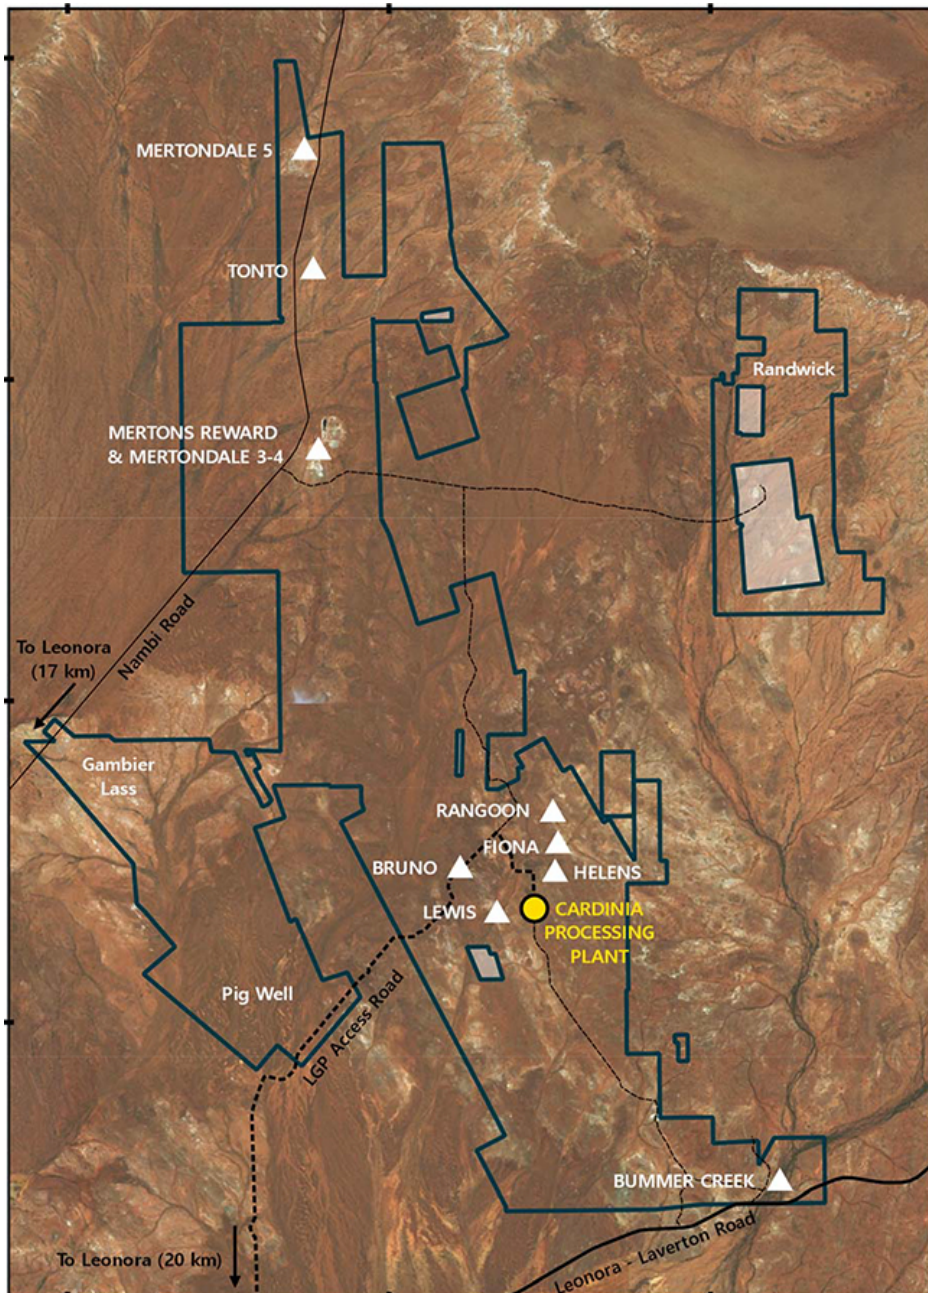 MERTONDALE 5
TONTO
Randwick
MERTONS REWARD
& MERTONDALE 3-4
Nambi Road
To Leonora
(17 km)
Gambier
Lass
RANGOON
FIONA
BRUNO
HELENS
LEWIS
CARDINIA
PROCESSING
PLANT
Pig Well
LGP Access Road
BUMMER CREEK
Leonora - Laverton Road
To Leonora (20 km)